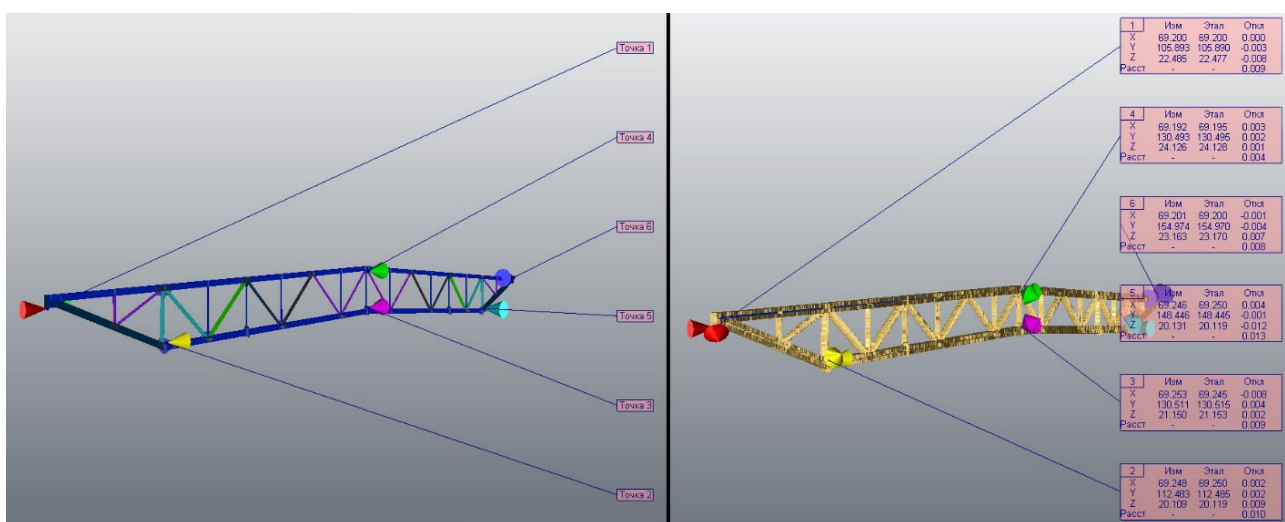 Точка 1
Точка 4
Точка 6
Точка 5
Точка 3
Точка 2
1 Изм Этал Откл
X 69.200 69.200 0.000
Y 105.893 105.890 -0.003
Z 22.485 22.477 -0.008
Расст - - 0.009
4 Изм Этал Откл
X 69.192 69.195 0.003
Y 130.493 130.495 0.002
Z 24.126 24.128 0.001
Расст - - 0.004
6 Изм Этал Откл
X 69.201 69.200 -0.001
Y 154.974 154.970 -0.004
Z 23.163 23.170 0.007
Расст - - 0.008
5 Изм Этал Откл
X 69.246 69.250 0.004
Y 148.446 148.445 -0.001
Z 20.131 20.119 -0.012
Расст - - 0.013
3 Изм Этал Откл
X 69.253 69.245 -0.008
Y 130.511 130.515 0.004
Z 21.150 21.153 0.002
Расст - - 0.009
2 Изм Этал Откл
X 69.248 69.250 0.002
Y 112.483 112.485 0.002
Z 20.109 20.119 0.009
Расст - - 0.010